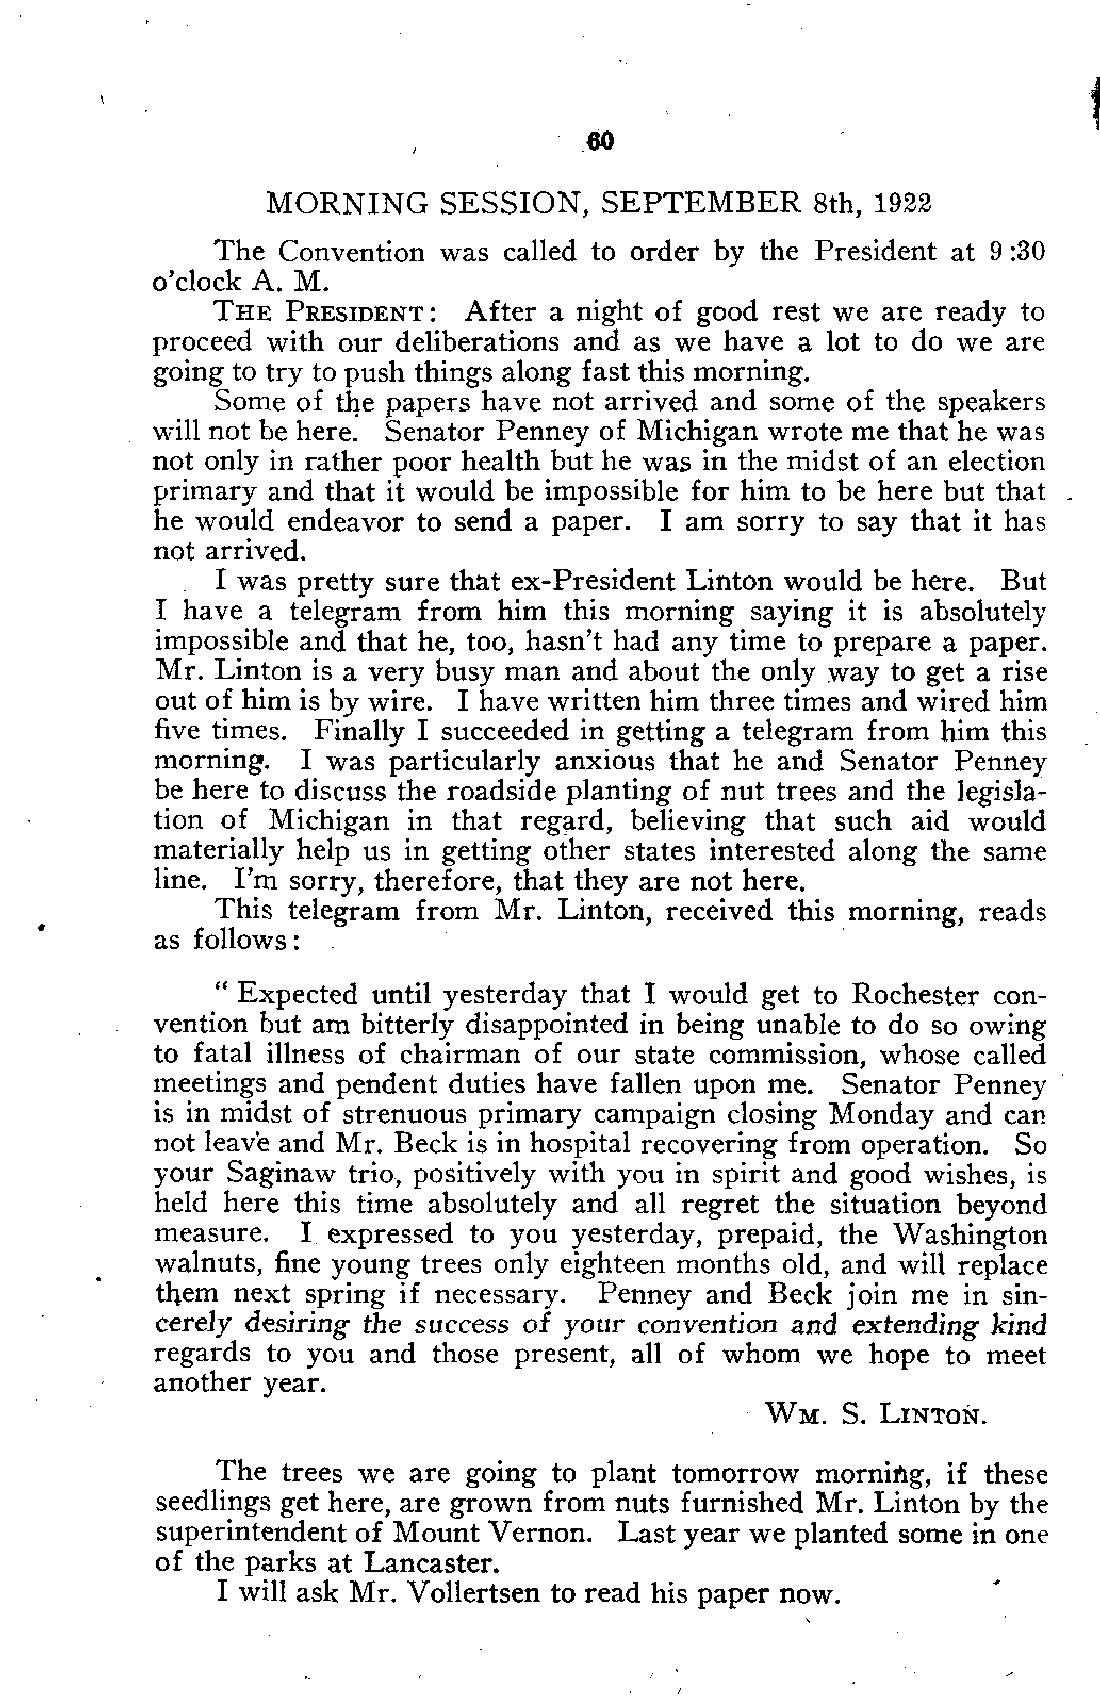 60
MORNING SESSION, SEPTEMBER 8th, 1922
The Convention was called to order by the President at 9:30
o'clock A. M.
THE PRESIDENT: After a night of good rest we are ready to
proceed with our deliberations and as we have a lot to do we are
going to try to push things along fast this morning.
Some of the papers have not arrived and some of the speakers
will not be here. Senator Penney of Michigan wrote me that he was
not only in rather poor health but he was in the midst of an election
primary and that it would be impossible for him to be here but that
he would endeavor to send a paper. I am sorry to say that it has
not arrived.
I was pretty sure that ex-President Linton would be here. But
I have a telegram from him this morning saying it is absolutely
impossible and that he, too, hasn't had any time to prepare a paper.
Mr. Linton is a very busy man and about the only way to get a rise
out of him is by wire. I have written him three times and wired him
five times. Finally I succeeded in getting a telegram from him this
morning. I was particularly anxious that he and Senator Penney
be here to discuss the roadside planting of nut trees and the legisla-
tion of Michigan in that regard, believing that such aid would
materially help us in getting other states interested along the same
line. I'm sorry, therefore, that they are not here.
This telegram from Mr. Linton, received this morning, reads
as follows:
" Expected until yesterday that I would get to Rochester con-
vention but am bitterly disappointed in being unable to do so owing
to fatal illness of chairman of our state commission, whose called
meetings and pendent duties have fallen upon me. Senator Penney
is in midst of strenuous primary campaign closing Monday and can
not leave and Mr. Beck is in hospital recovering from operation. So
your Saginaw trio, positively with you in spirit and good wishes, is
held here this time absolutely and all regret the situation beyond
measure. I expressed to you yesterday, prepaid, the Washington
walnuts, fine young trees only eighteen months old, and will replace
them next spring if necessary. Penney and Beck join me in sin-
cerely desiring the success of your convention and extending kind
regards to you and those present, all of whom we hope to meet
another year.
WM. S. LINTON.
The trees we are going to plant tomorrow morning, if these
seedlings get here, are grown from nuts furnished Mr. Linton by the
superintendent of Mount Vernon. Last year we planted some in one
of the parks at Lancaster.
I will ask Mr. Vollertsen to read his paper now.